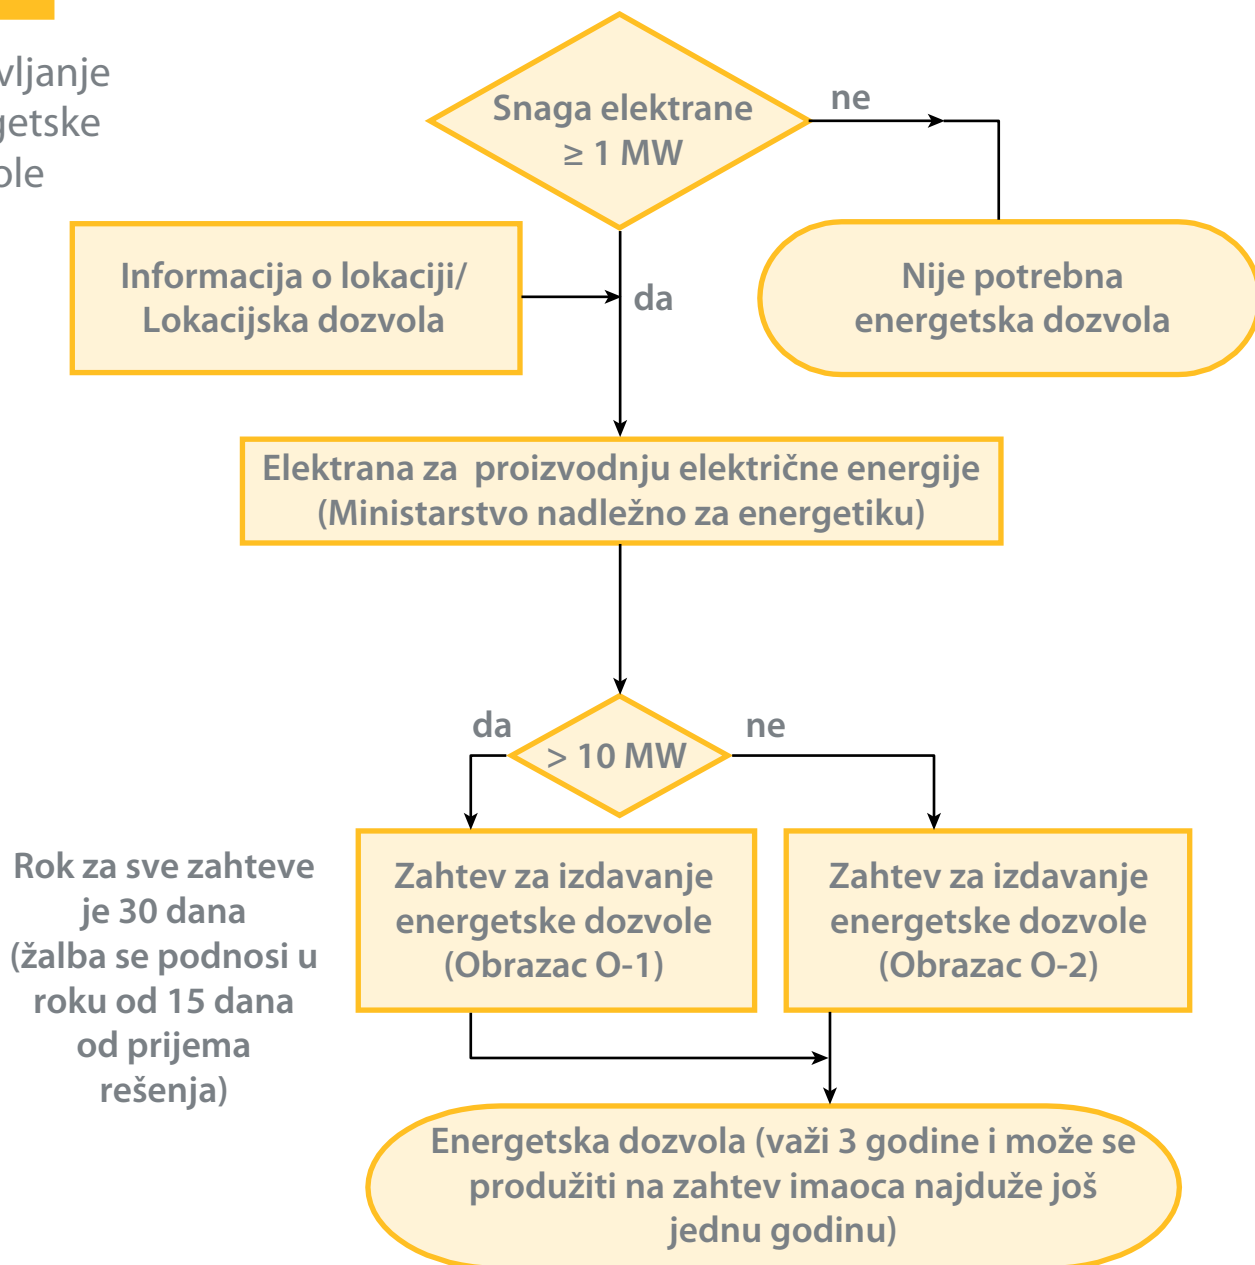 vljanje
getske
ole
Snaga elektrane
≥ 1 MW
ne
Informacija o lokaciji/
Lokacijska dozvola
da
Nije potrebna
energetska dozvola
Elektrana za proizvodnju električne energije
(Ministarstvo nadležno za energetiku)
da
> 10 MW
ne
Rok za sve zahteve
je 30 dana
(žalba se podnosi u
roku od 15 dana
od prijema
rešenja)
Zahtev za izdavanje
energetske dozvole
(Obrazac O-1)
Zahtev za izdavanje
energetske dozvole
(Obrazac O-2)
Energetska dozvola (važi 3 godine i može se
produžiti na zahtev imaoca najduže još
jednu godinu)